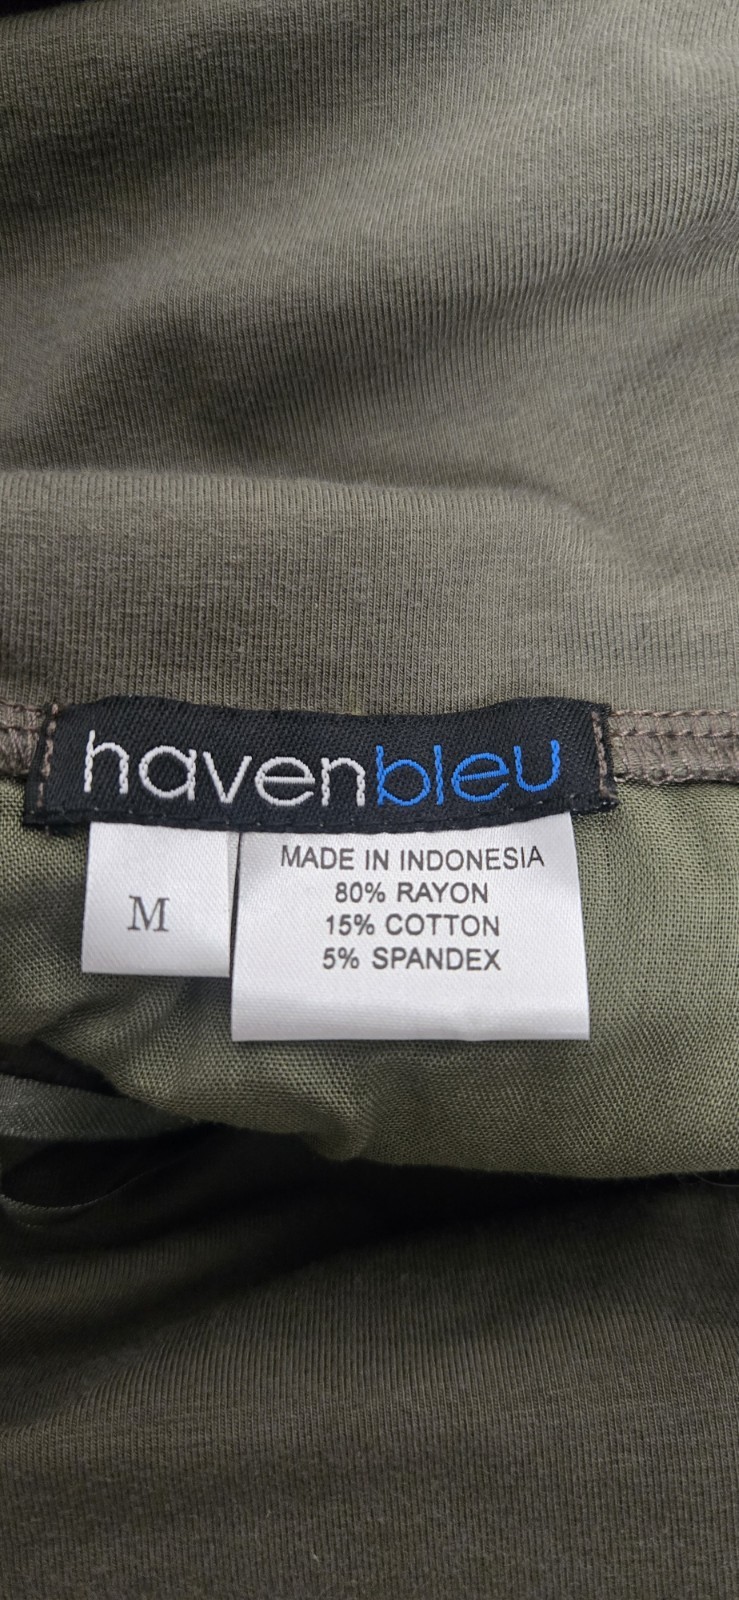 havenbleu
M
MADE IN INDONESIA
80% RAYON
15% COTTON
5% SPANDEX